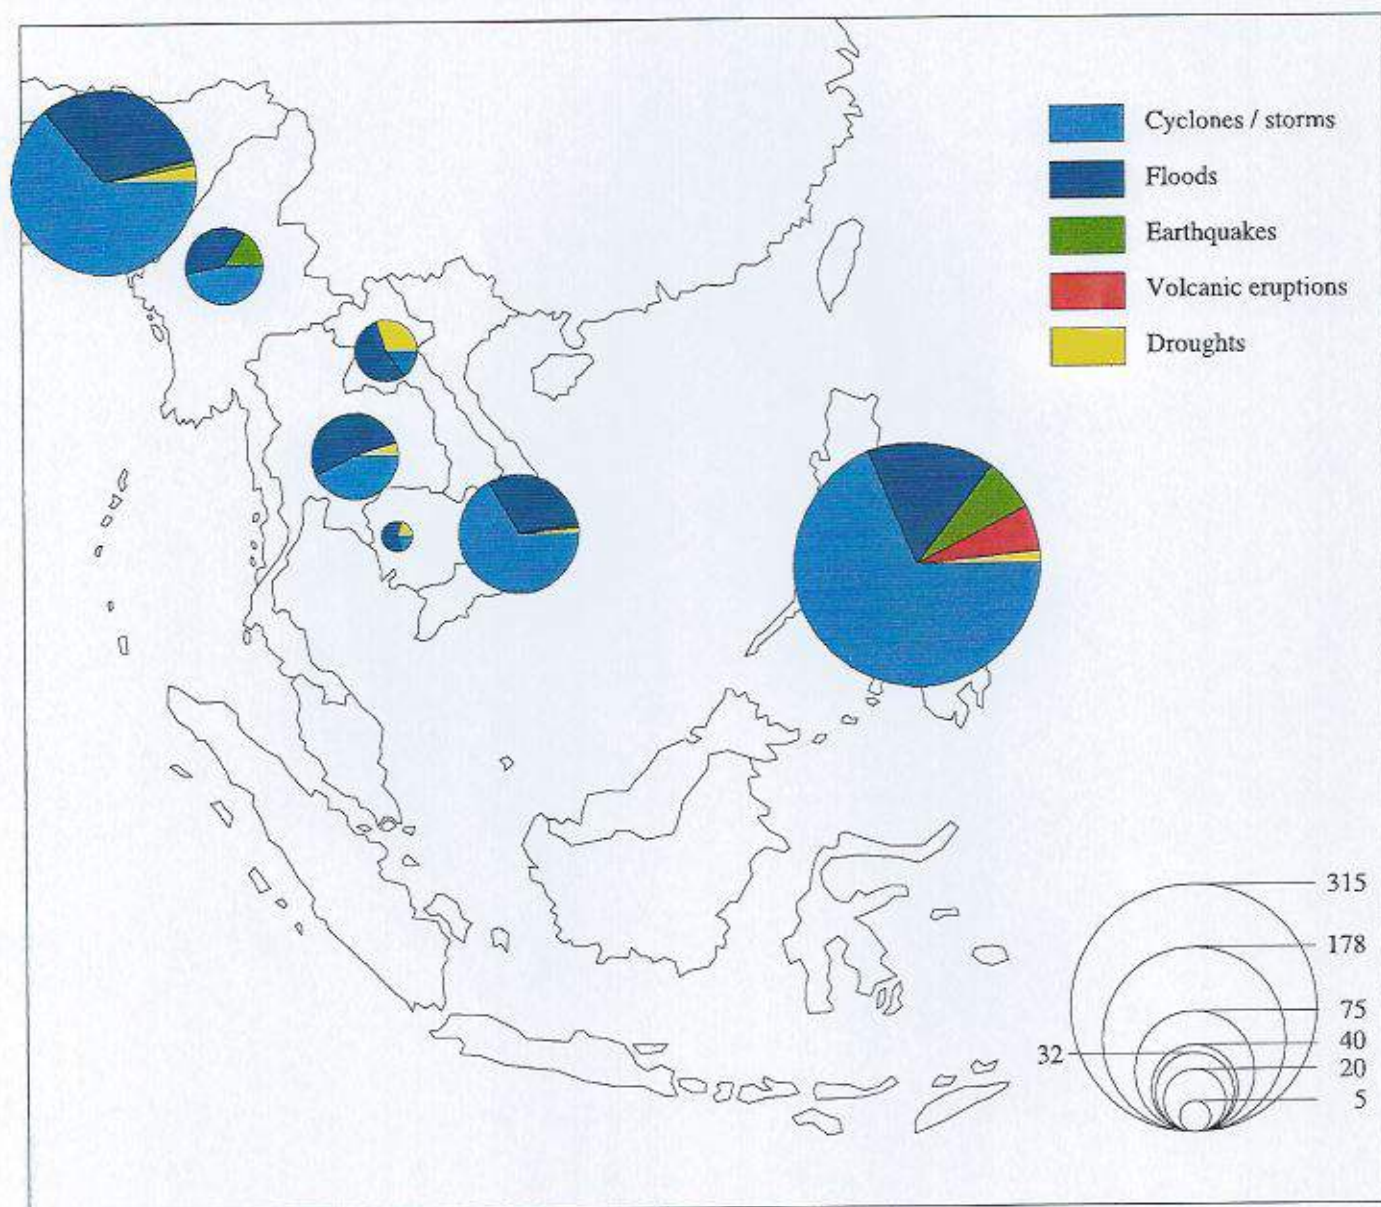 Cyclones / storms
Floods
Earthquakes
Volcanic eruptions
Droughts
315
178
75
40
32
20
5